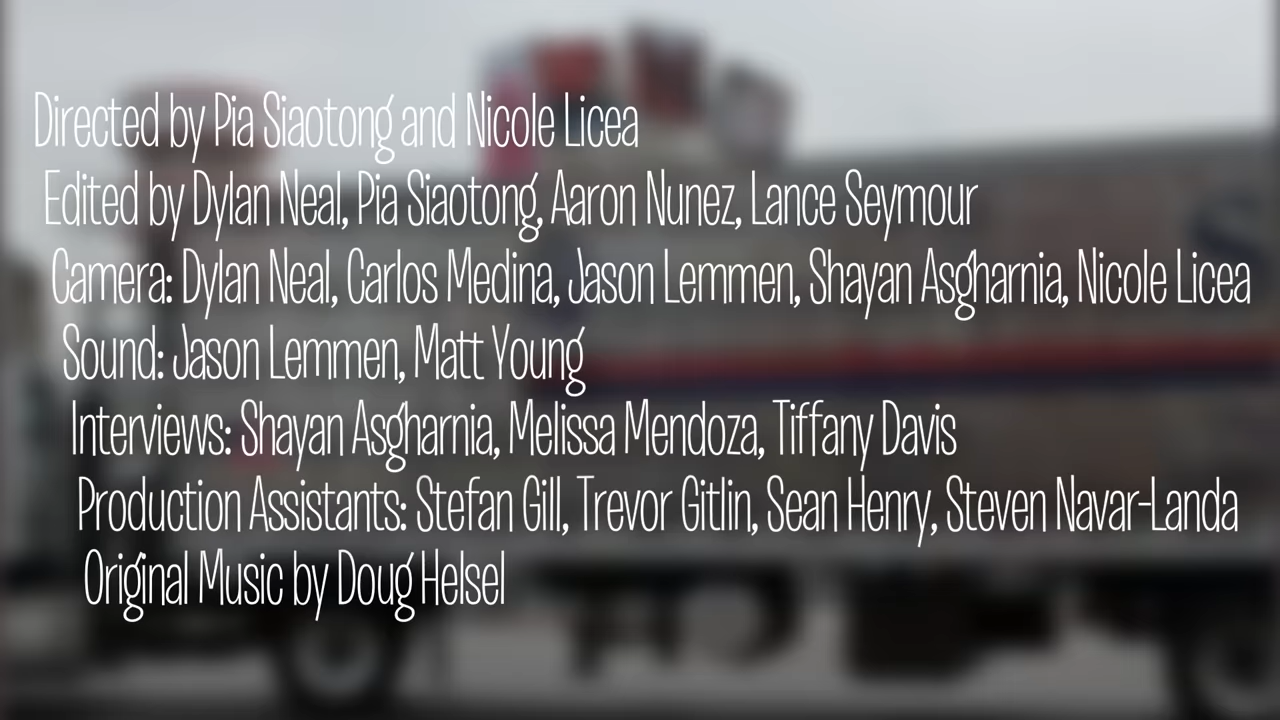 Directed by Pia Siaotong and Nicole Licea
Edited by Dylan Neal, Pia Siaotong, Aaron Nunez, Lance Seymour
Camera: Dylan Neal, Carlos Medina, Jason Lemmen, Shayan Asgharnia, Nicole Licea
Sound: Jason Lemmen, Matt Young
Interviews: Shayan Asgharnia, Melissa Mendoza, Tiffany Davis
Production Assistants: Stefan Gill, Trevor Gitlin, Sean Henry, Steven Navar-Landa
Original Music by Doug Helsel